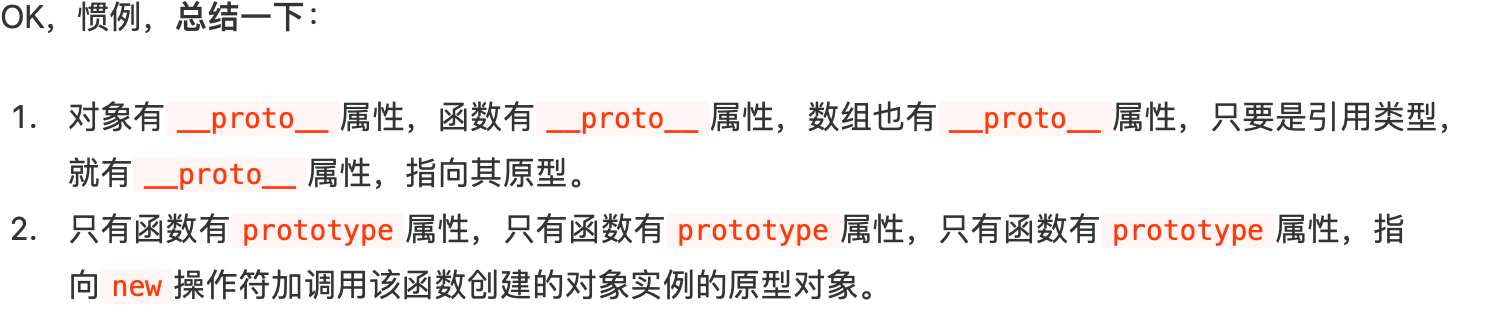 OK，惯例，总结一下：
1. 对象有 __proto__ 属性，函数有 __proto__ 属性，数组也有 __proto__ 属性，只要是引用类型，
就有 __proto__ 属性，指向其原型。
2. 只有函数有 prototype 属性，只有函数有 prototype 属性，只有函数有 prototype 属性，指
向 new 操作符加调用该函数创建的对象实例的原型对象。